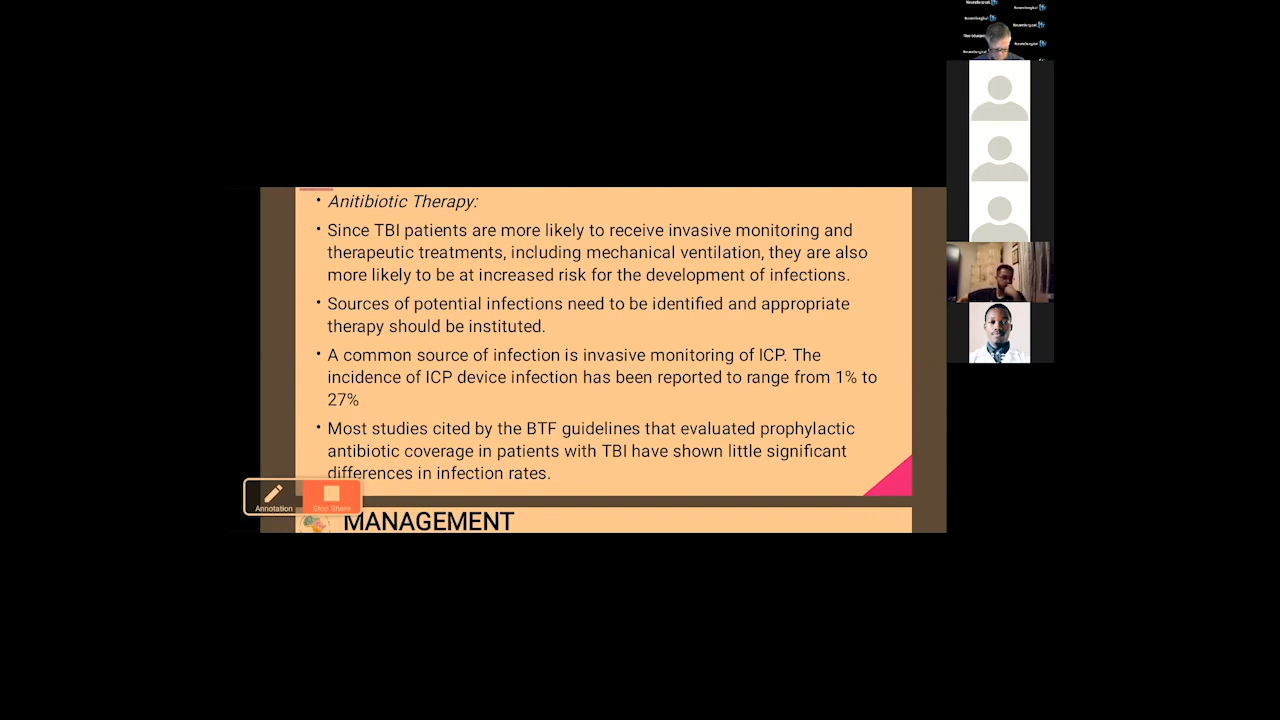 • Anitibiotic Therapy:
• Since TBI patients are more likely to receive invasive monitoring and
therapeutic treatments, including mechanical ventilation, they are also
more likely to be at increased risk for the development of infections.
• Sources of potential infections need to be identified and appropriate
therapy should be instituted.
• A common source of infection is invasive monitoring of ICP. The
incidence of ICP device infection has been reported to range from 1% to
27%
• Most studies cited by the BTF guidelines that evaluated prophylactic
antibiotic coverage in patients with TBI have shown little significant
differences in infection rates.
Annotation
Stop Share
MANAGEMENT